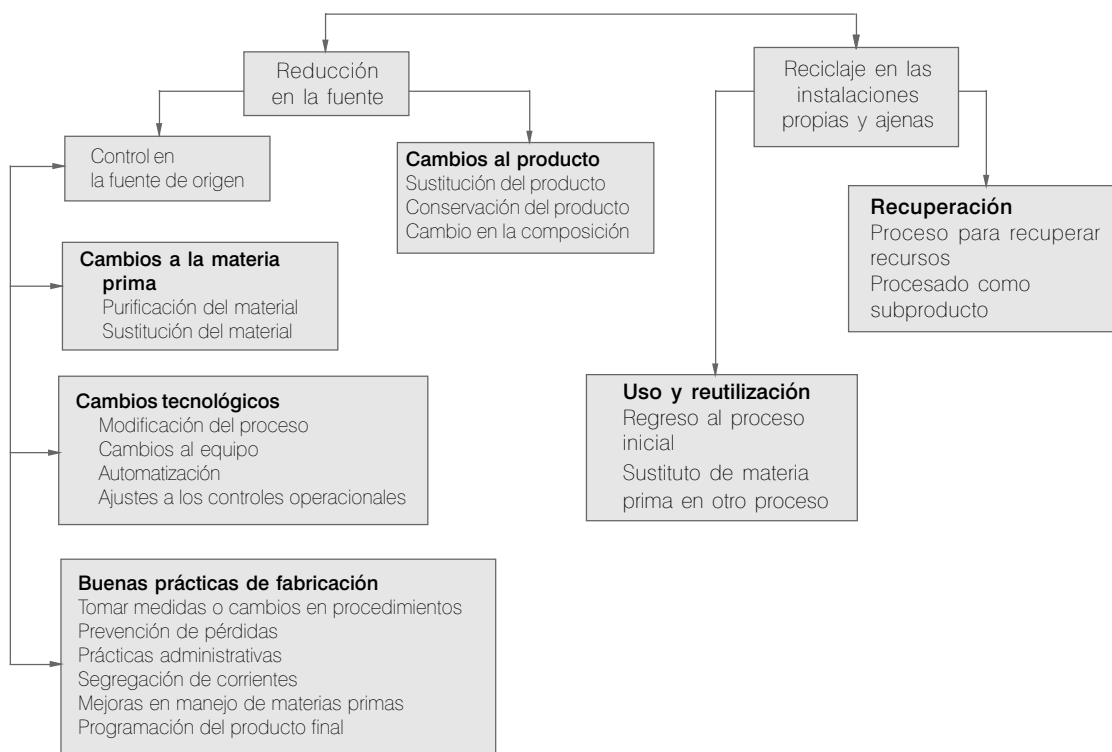 Reducción
en la fuente
Reciclaje en las
instalaciones
propias y ajenas
Control en
la fuente de origen
Cambios al producto
Sustitución del producto
Conservación del producto
Cambio en la composición
Recuperación
Proceso para recuperar
recursos
Procesado como
subproducto
Cambios a la materia
prima
Purificación del material
Sustitución del material
Cambios tecnológicos
Modificación del proceso
Cambios al equipo
Automatización
Ajustes a los controles operacionales
Uso y reutilización
Regreso al proceso
inicial
Sustituto de materia
prima en otro proceso
Buenas prácticas de fabricación
Tomar medidas o cambios en procedimientos
Prevención de pérdidas
Prácticas administrativas
Segregación de corrientes
Mejoras en manejo de materias primas
Programación del producto final